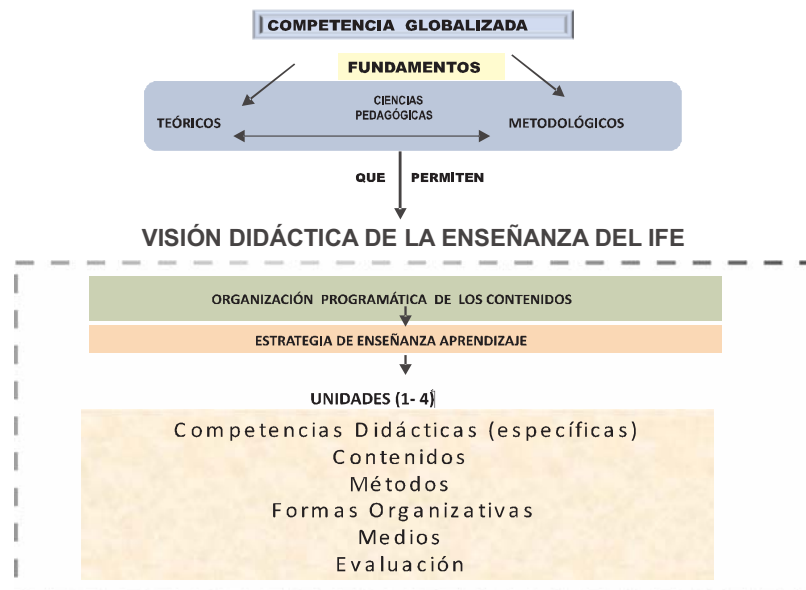 COMPETENCIA GLOBALIZADA
FUNDAMENTOS
CIENCIAS
PEDAGÓGICAS
TEÓRICOS
METODOLÓGICOS
QUE PERMITEN
VISIÓN DIDÁCTICA DE LA ENSEÑANZA DEL IFE
ORGANIZACIÓN PROGRAMÁTICA DE LOS CONTENIDOS
ESTRATEGIA DE ENSEÑANZA APRENDIZAJE
UNIDADES (1- 4)
Competencias Didácticas (específicas)
Contenidos
Métodos
Formas Organizativas
Medios
Evaluación